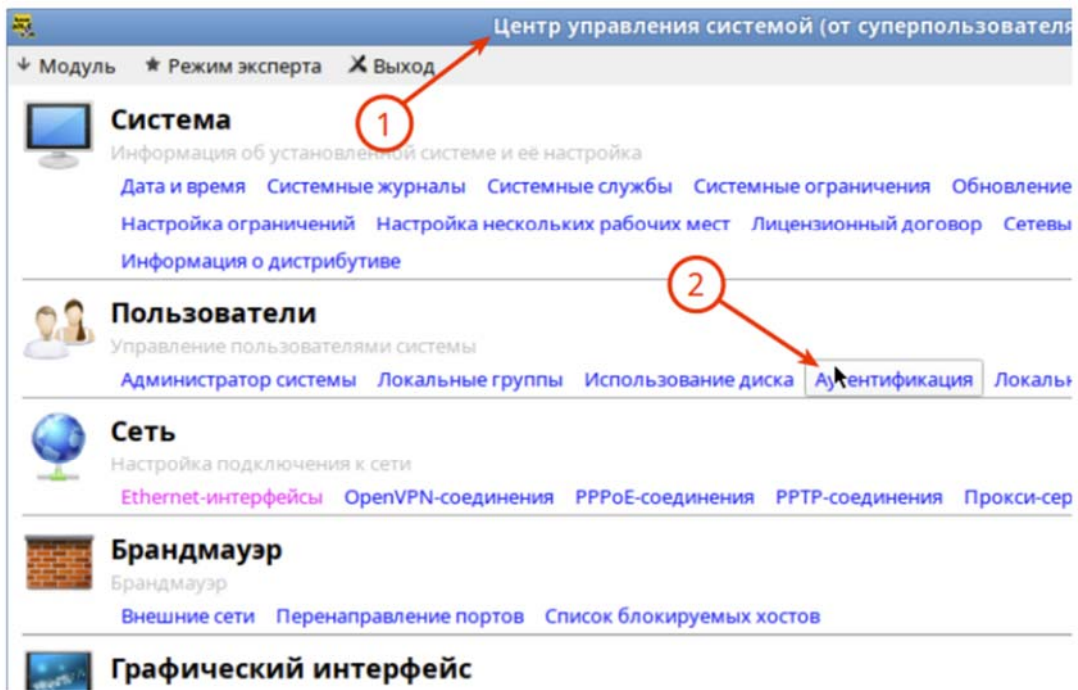 Центр управления системой (от суперпользователя
Модуль Режим эксперта Выход
1
Система
Информация об установленной системе и её настройка
Дата и время Системные журналы Системные службы Системные ограничения Обновление
Настройка ограничений Настройка нескольких рабочих мест Лицензионный договор Сетевы
Информация о дистрибутиве
2
Пользователи
Управление пользователями системы
Администратор системы Локальные группы Использование диска Аутентификация Локальн
Сеть
Настройка подключения к сети
Ethernet-интерфейсы OpenVPN-соединения PPPoE-соединения PPTP-соединения Прокси-сер
Брандмауэр
Брандмауэр
Внешние сети Перенаправление портов Список блокируемых хостов
Графический интерфейс